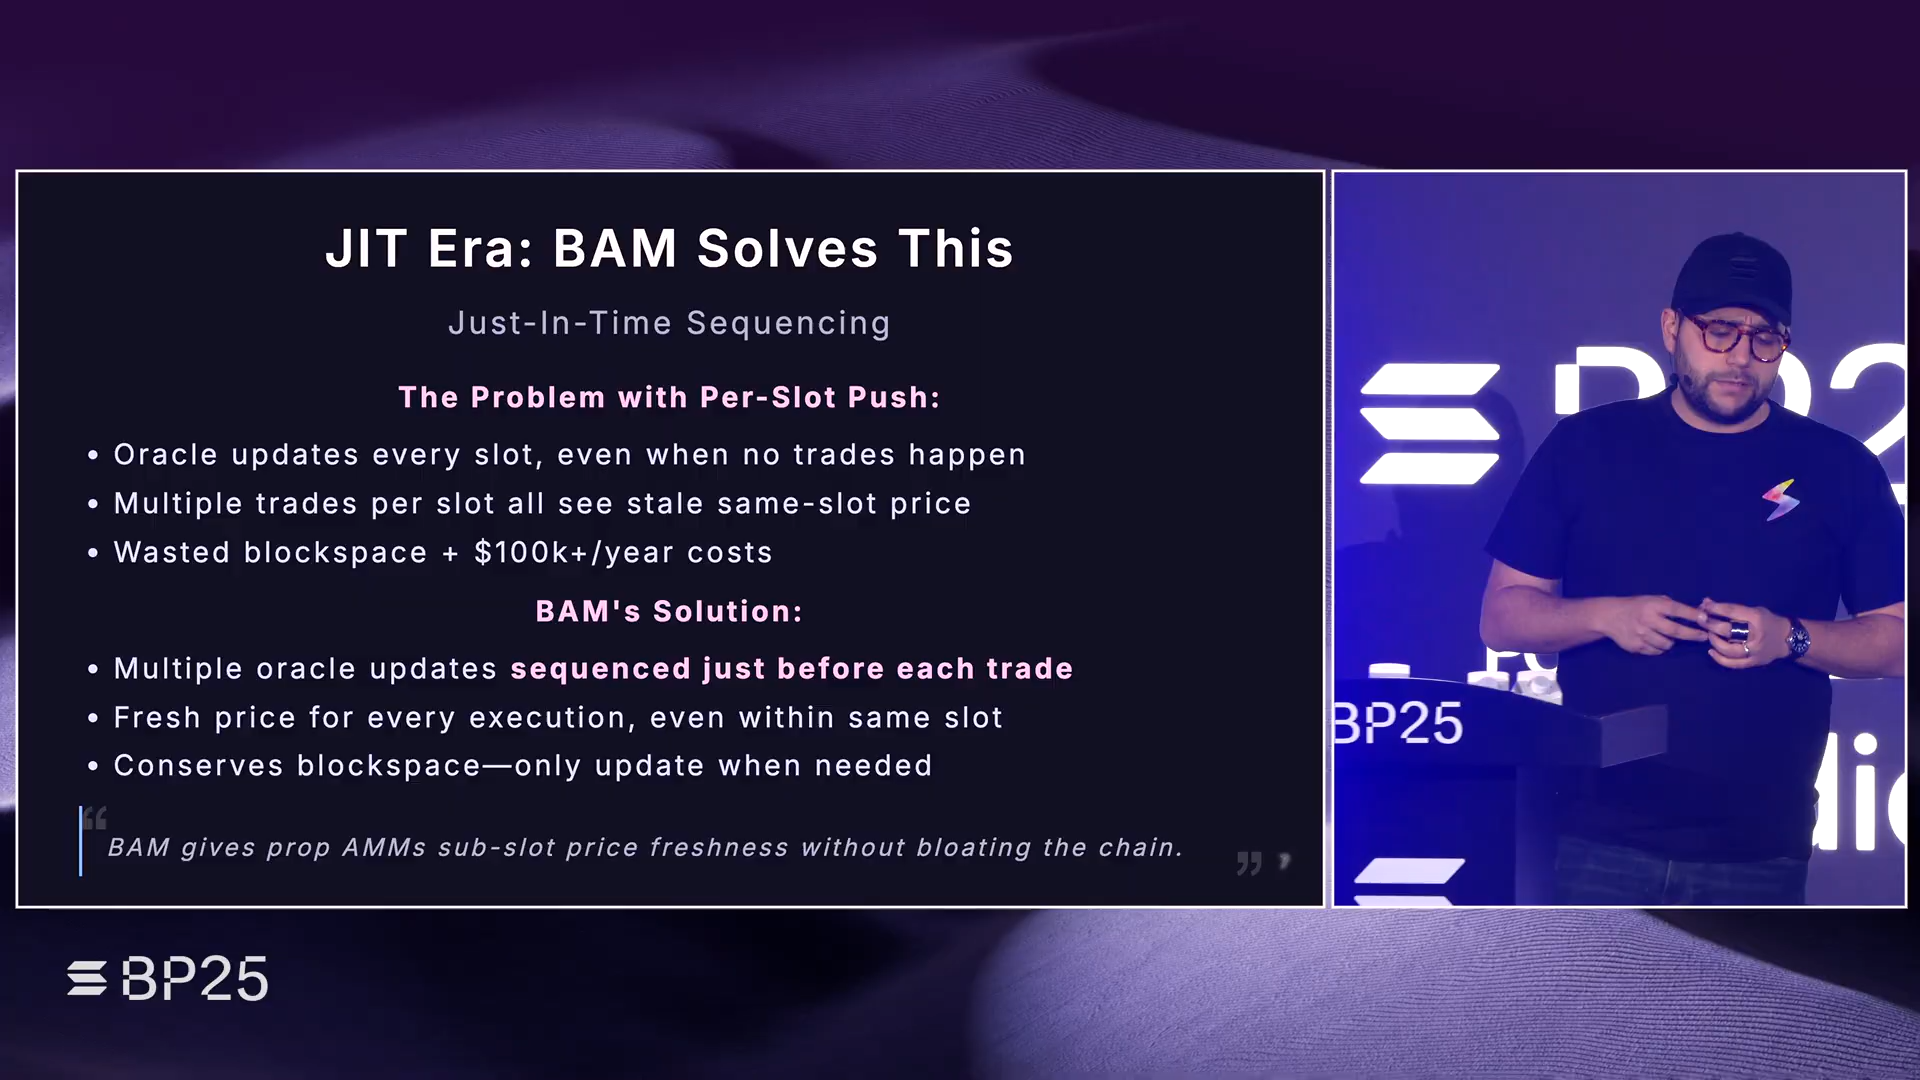 JIT Era: BAM Solves This
Just-In-Time Sequencing
The Problem with Per-Slot Push:
• Oracle updates every slot, even when no trades happen
• Multiple trades per slot all see stale same-slot price
• Wasted blockspace + $100k+/year costs
BAM's Solution:
• Multiple oracle updates sequenced just before each trade
• Fresh price for every execution, even within same slot
• Conserves blockspace—only update when needed
“ BAM gives prop AMMs sub-slot price freshness without bloating the chain. ”
BP25
BP25